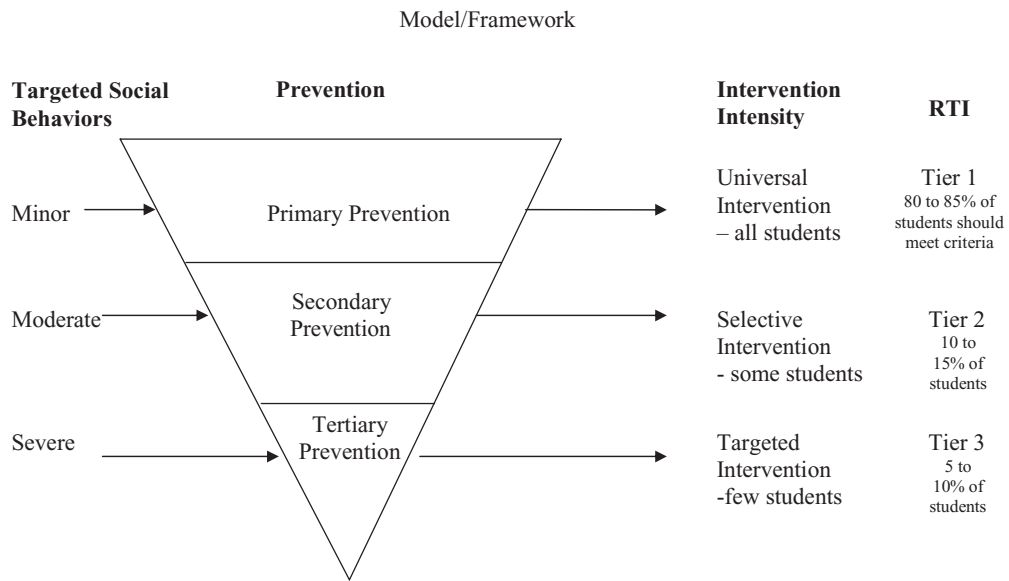 Model/Framework
Targeted Social
Behaviors
Prevention
Intervention
Intensity
RTI
Minor
Primary Prevention
Universal
Intervention
– all students
Tier 1
80 to 85% of
students should
meet criteria
Moderate
Secondary
Prevention
Selective
Intervention
- some students
Tier 2
10 to
15% of
students
Severe
Tertiary
Prevention
Targeted
Intervention
-few students
Tier 3
5 to
10% of
students